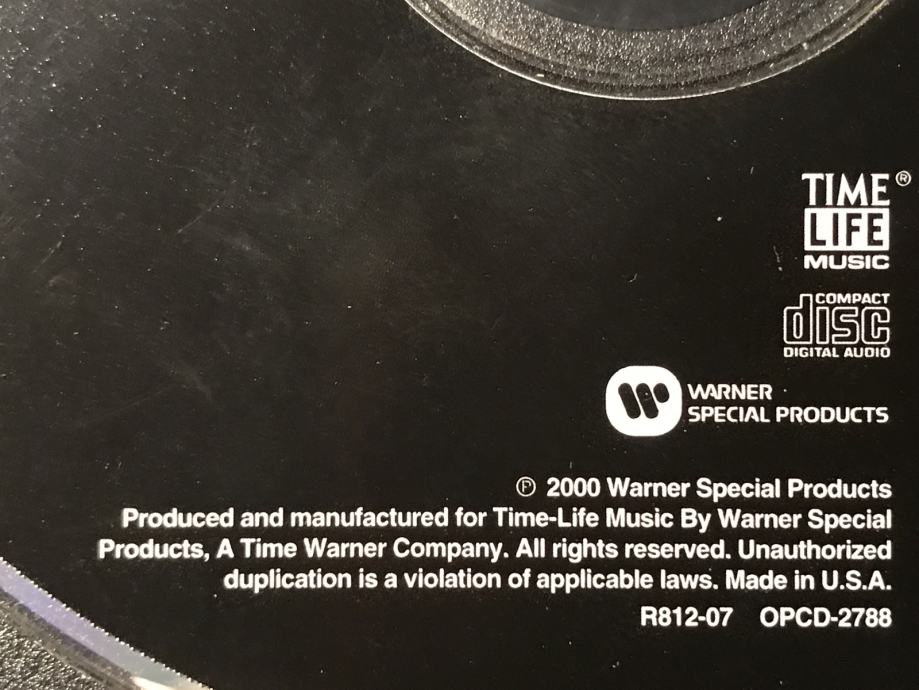 TIME ®
LIFE
MUSIC
COMPACT
disc
DIGITAL AUDIO
WARNER
SPECIAL PRODUCTS
℗ 2000 Warner Special Products
Produced and manufactured for Time-Life Music By Warner Special
Products, A Time Warner Company. All rights reserved. Unauthorized
duplication is a violation of applicable laws. Made in U.S.A.
R812-07 OPCD-2788